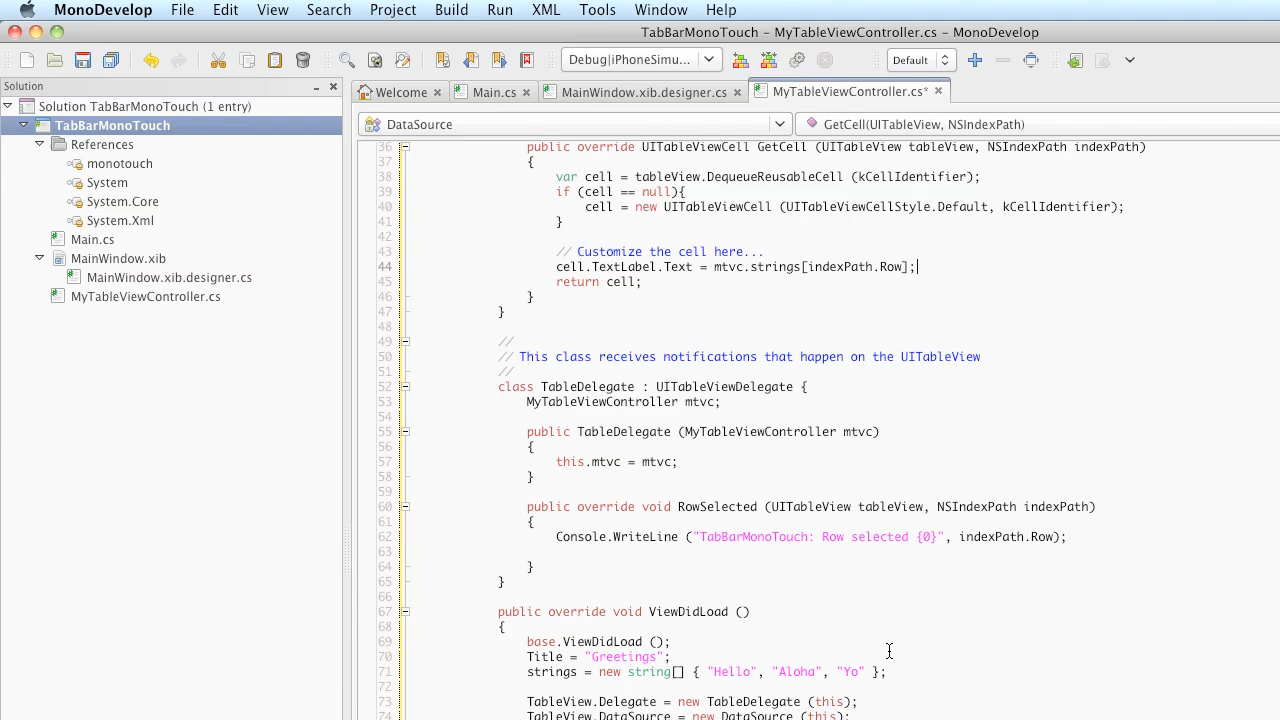 MonoDevelop File Edit View Search Project Build Run XML Tools Window Help
TabBarMonoTouch – MyTableViewController.cs – MonoDevelop
Debug|iPhoneSimu... Default
Solution
Welcome Main.cs MainWindow.xib.designer.cs MyTableViewController.cs*
Solution TabBarMonoTouch (1 entry)
TabBarMonoTouch
References
monotouch
System
System.Core
System.Xml
Main.cs
MainWindow.xib
MainWindow.xib.designer.cs
MyTableViewController.cs
DataSource GetCell(UITableView, NSIndexPath)
36 public override UITableViewCell GetCell (UITableView tableView, NSIndexPath indexPath)
37 {
38 var cell = tableView.DequeueReusableCell (kCellIdentifier);
39 if (cell == null){
40 cell = new UITableViewCell (UITableViewCellStyle.Default, kCellIdentifier);
41 }
42
43 // Customize the cell here...
44 cell.TextLabel.Text = mtvc.strings[indexPath.Row];
45 return cell;
46 }
47 }
48
49 //
50 // This class receives notifications that happen on the UITableView
51 //
52 class TableDelegate : UITableViewDelegate {
53 MyTableViewController mtvc;
54
55 public TableDelegate (MyTableViewController mtvc)
56 {
57 this.mtvc = mtvc;
58 }
59
60 public override void RowSelected (UITableView tableView, NSIndexPath indexPath)
61 {
62 Console.WriteLine ("TabBarMonoTouch: Row selected {0}", indexPath.Row);
63
64 }
65 }
66
67 public override void ViewDidLoad ()
68 {
69 base.ViewDidLoad ();
70 Title = "Greetings";
71 strings = new string[] { "Hello", "Aloha", "Yo" };
72
73 TableView.Delegate = new TableDelegate (this);
74 TableView.DataSource = new DataSource (this);